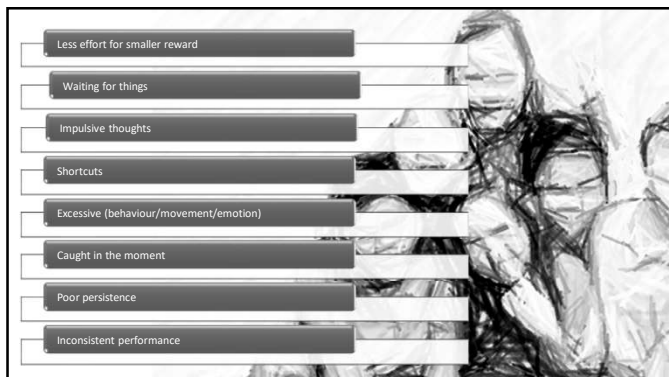 Less effort for smaller reward
Waiting for things
Impulsive thoughts
Shortcuts
Excessive (behaviour/movement/emotion)
Caught in the moment
Poor persistence
Inconsistent performance